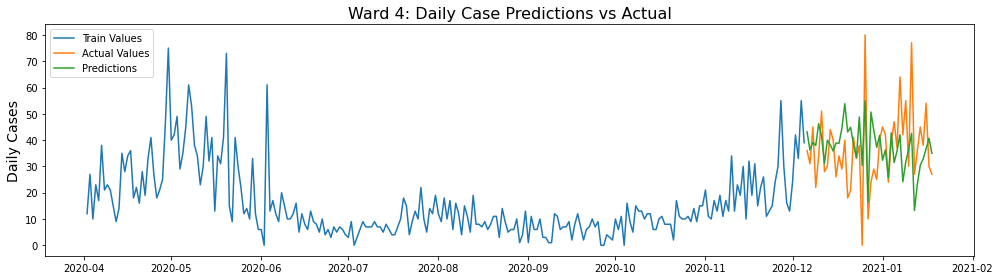 Ward 4: Daily Case Predictions vs Actual
Train Values
Actual Values
Predictions
Daily Cases
80
70
60
50
40
30
20
10
0
2020-04 2020-05 2020-06 2020-07 2020-08 2020-09 2020-10 2020-11 2020-12 2021-01 2021-02